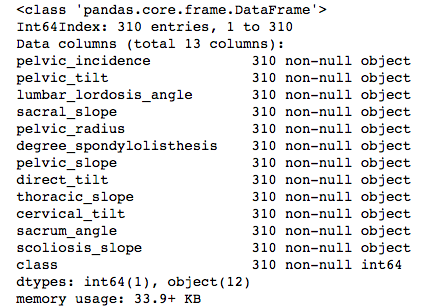 <class 'pandas.core.frame.DataFrame'>
Int64Index: 310 entries, 1 to 310
Data columns (total 13 columns):
pelvic_incidence            310 non-null object
pelvic_tilt                 310 non-null object
lumbar_lordosis_angle       310 non-null object
sacral_slope                310 non-null object
pelvic_radius               310 non-null object
degree_spondylolisthesis    310 non-null object
pelvic_slope                310 non-null object
direct_tilt                 310 non-null object
thoracic_slope              310 non-null object
cervical_tilt               310 non-null object
sacrum_angle                310 non-null object
scoliosis_slope             310 non-null object
class                       310 non-null int64
dtypes: int64(1), object(12)
memory usage: 33.9+ KB